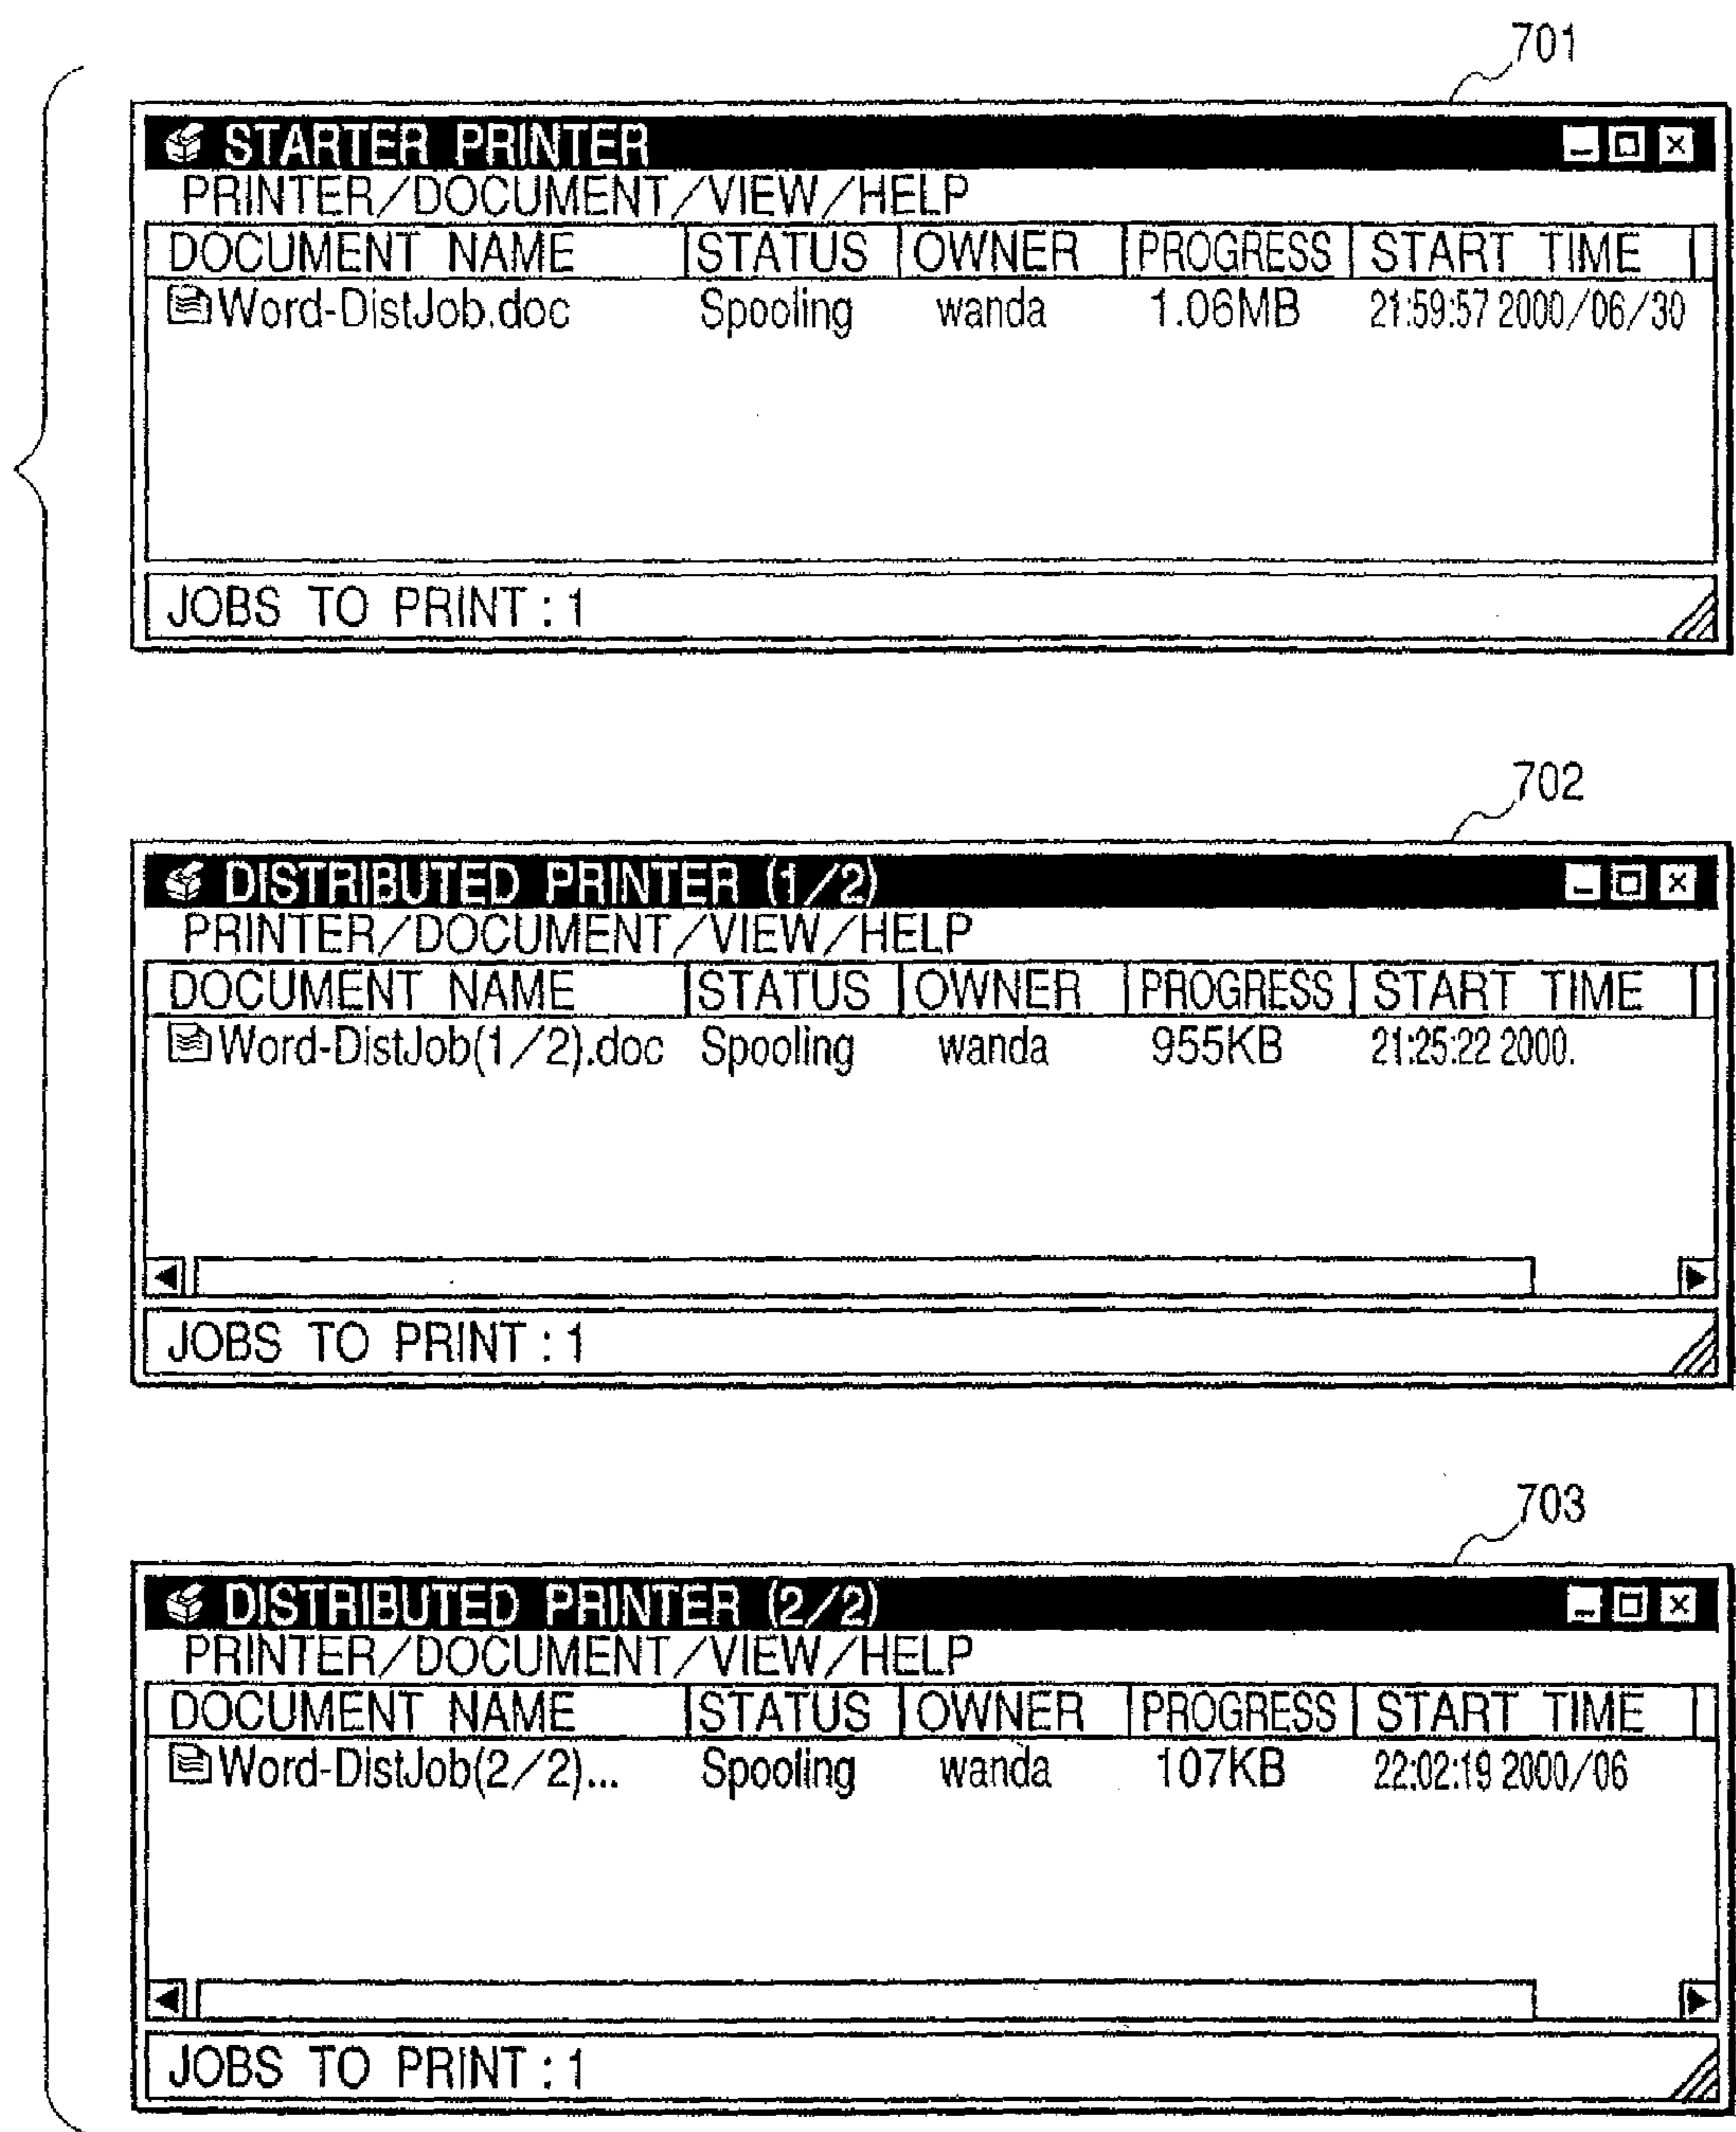 701
STARTER PRINTER
PRINTER/DOCUMENT/VIEW/HELP
DOCUMENT NAME STATUS OWNER PROGRESS START TIME
Word-DistJob.doc Spooling wanda 1.06MB 21:59:57 2000/06/30
JOBS TO PRINT : 1
702
DISTRIBUTED PRINTER (1/2)
PRINTER/DOCUMENT/VIEW/HELP
DOCUMENT NAME STATUS OWNER PROGRESS START TIME
Word-DistJob(1/2).doc Spooling wanda 955KB 21:25:22 2000.
JOBS TO PRINT : 1
703
DISTRIBUTED PRINTER (2/2)
PRINTER/DOCUMENT/VIEW/HELP
DOCUMENT NAME STATUS OWNER PROGRESS START TIME
Word-DistJob(2/2)... Spooling wanda 107KB 22:02:19 2000/06
JOBS TO PRINT : 1